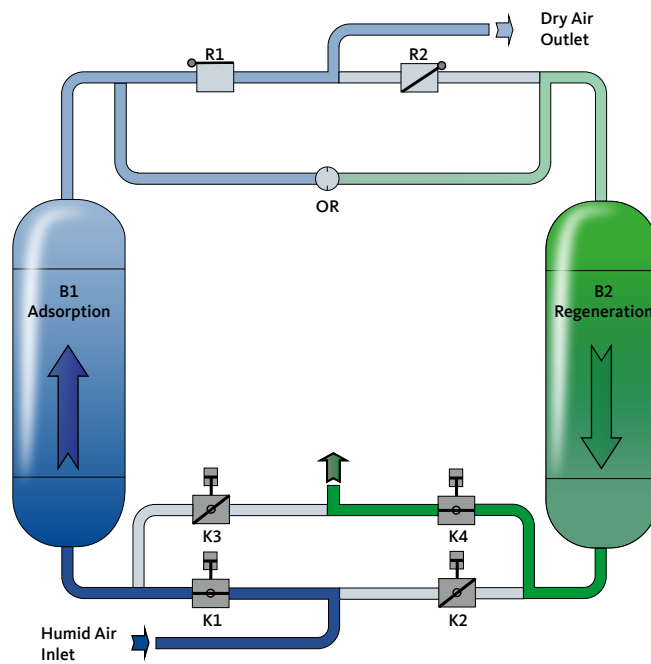 Dry Air
Outlet
R1
R2
OR
B1
Adsorption
B2
Regeneration
K3
K4
K1
K2
Humid Air
Inlet